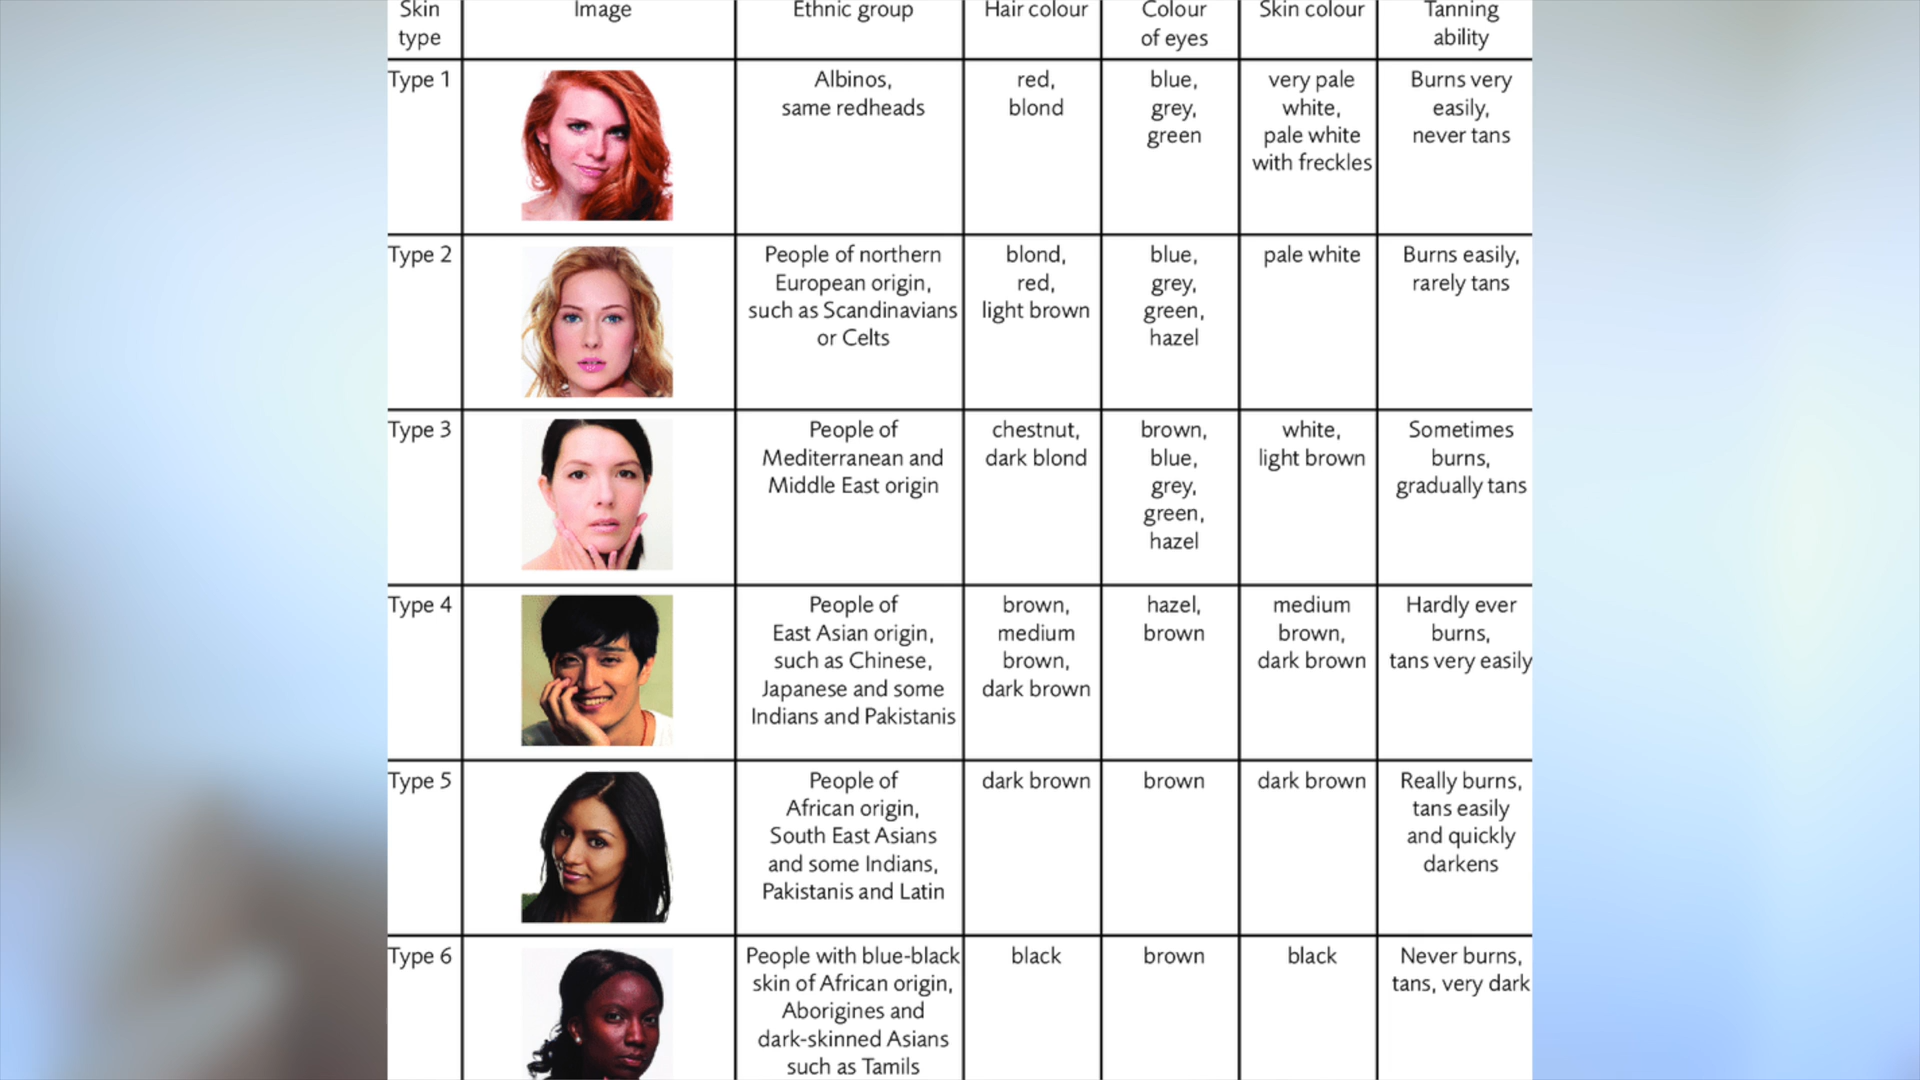 Skin type
Image
Ethnic group
Hair colour
Colour of eyes
Skin colour
Tanning ability
Type 1
Albinos,
same redheads
red,
blond
blue,
grey,
green
very pale
white,
pale white
with freckles
Burns very
easily,
never tans
Type 2
People of northern
European origin,
such as Scandinavians
or Celts
blond,
red,
light brown
blue,
grey,
green,
hazel
pale white
Burns easily,
rarely tans
Type 3
People of
Mediterranean and
Middle East origin
chestnut,
dark blond
brown,
blue,
grey,
green,
hazel
white,
light brown
Sometimes
burns,
gradually tans
Type 4
People of
East Asian origin,
such as Chinese,
Japanese and some
Indians and Pakistanis
brown,
medium
brown,
dark brown
hazel,
brown
medium
brown,
dark brown
Hardly ever
burns,
tans very easily
Type 5
People of
African origin,
South East Asians
and some Indians,
Pakistanis and Latin
dark brown
brown
dark brown
Really burns,
tans easily
and quickly
darkens
Type 6
People with blue-black
skin of African origin,
Aborigines and
dark-skinned Asians
such as Tamils
black
brown
black
Never burns,
tans, very dark